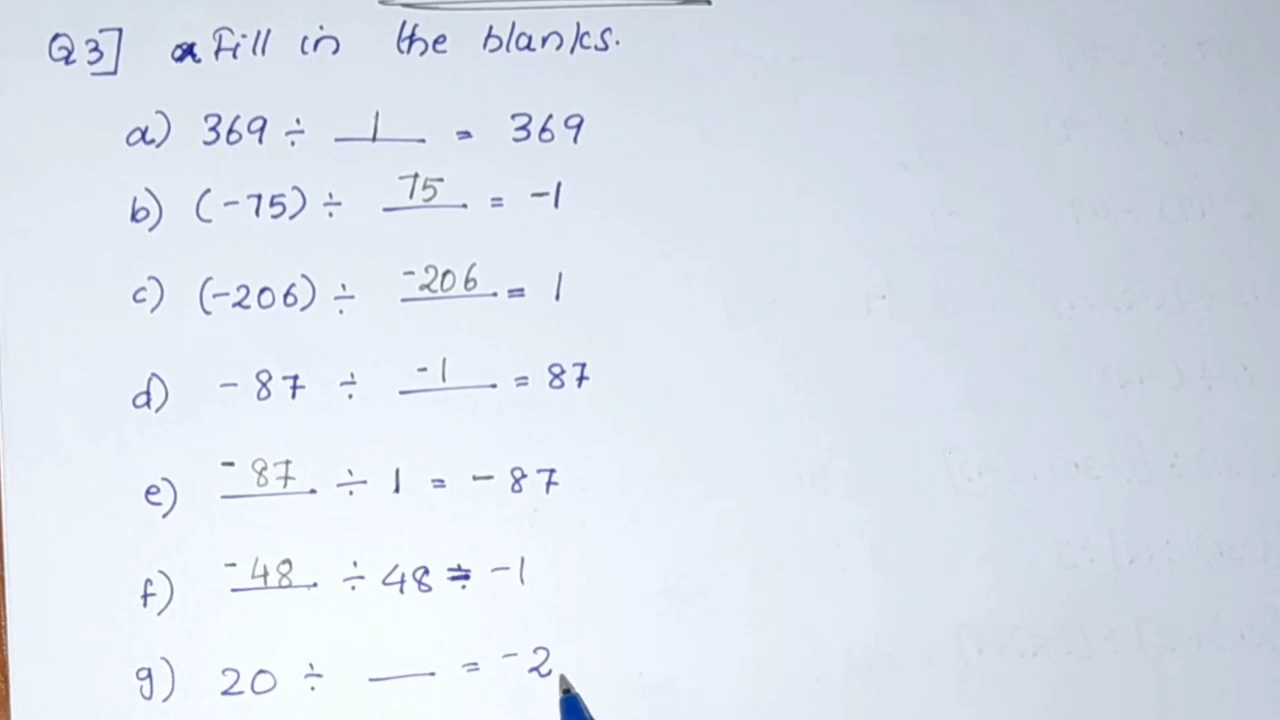 Q3] Fill in the blanks.
a) 369 ÷ 1 = 369
b) (-75) ÷ 75 = -1
c) (-206) ÷ -206 = 1
d) -87 ÷ -1 = 87
e) -87 ÷ 1 = -87
f) -48 ÷ 48 = -1
g) 20 ÷ ___ = -2